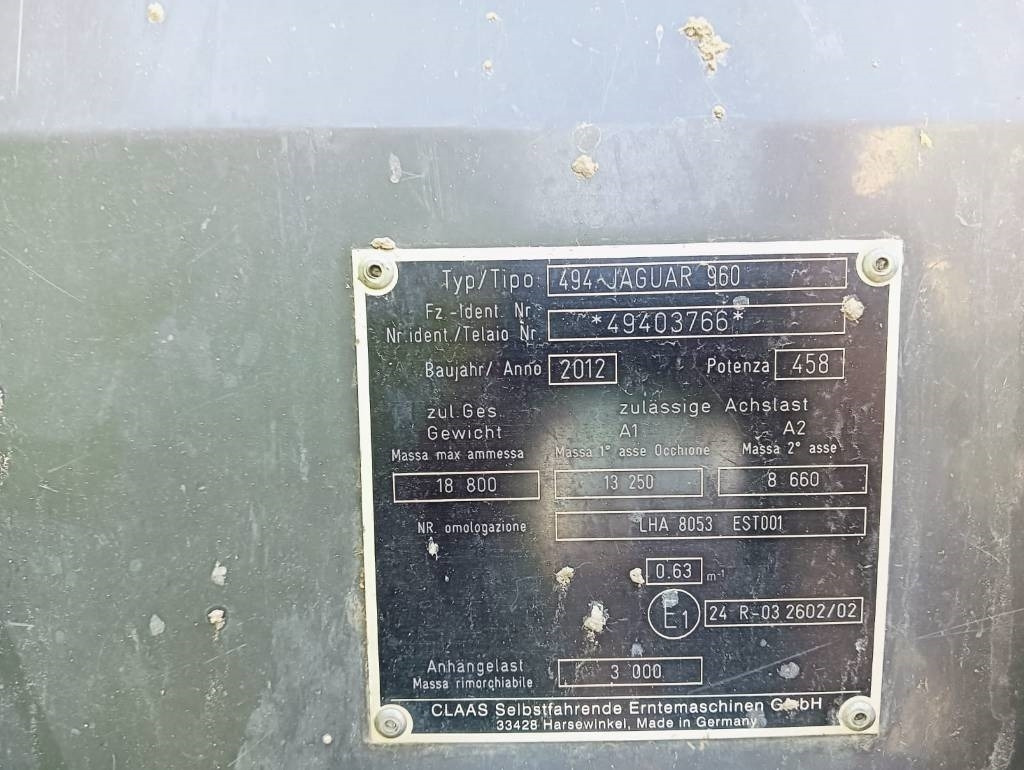 Typ/Tipo 494 JAGUAR 960
Fz.-Ident. Nr.
Nr.ident./Telaio Nr. *49403766*
Baujahr/ Anno 2012 Potenza 458
zul.Ges. zulässige Achslast
Gewicht A1 A2
Massa max ammessa Massa 1° asse Occhione Massa 2° asse
18 800 13 250 8 660
NR. omologazione LHA 8053 EST001
0.63 m-1
E1 24 R-03 2602/02
Anhängelast
Massa rimorchiabile 3 000
CLAAS Selbstfahrende Erntemaschinen GmbH
33428 Harsewinkel, Made in Germany